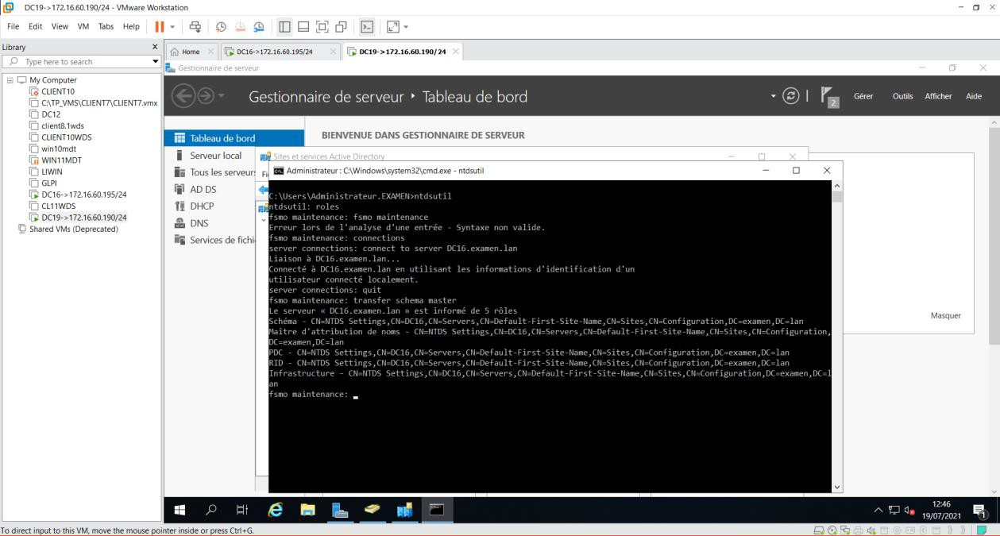 DC19->172.16.60.190/24 - VMware Workstation
File Edit View VM Tabs Help
Library
Type here to search
My Computer
CLIENT10
C:\TP_VMS\CLIENT7\CLIENT7.vmx
DC12
client8.1wds
CLIENT10WDS
win10mdt
WIN11MDT
LIWIN
GLPI
DC16->172.16.60.195/24
CL11WDS
DC19->172.16.60.190/24
Shared VMs (Deprecated)
Home
DC16->172.16.60.195/24
DC19->172.16.60.190/24
Gestionnaire de serveur
Gestionnaire de serveur ‣ Tableau de bord
2
Gérer Outils Afficher Aide
Tableau de bord
Serveur local
Tous les serveurs
AD DS
DHCP
DNS
Services de fichi
BIENVENUE DANS GESTIONNAIRE DE SERVEUR
Sites et services Active Directory
Fi
Administrateur : C:\Windows\system32\cmd.exe - ntdsutil
C:\Users\Administrateur.EXAMEN>ntdsutil
ntdsutil: roles
fsmo maintenance: fsmo maintenance
Erreur lors de l'analyse d'une entrée - Syntaxe non valide.
fsmo maintenance: connections
server connections: connect to server DC16.examen.lan
Liaison à DC16.examen.lan...
Connecté à DC16.examen.lan en utilisant les informations d'identification d'un
utilisateur connecté localement.
server connections: quit
fsmo maintenance: transfer schema master
Le serveur « DC16.examen.lan » est informé de 5 rôles
Schéma - CN=NTDS Settings,CN=DC16,CN=Servers,CN=Default-First-Site-Name,CN=Sites,CN=Configuration,DC=examen,DC=lan
Maître d'attribution de noms - CN=NTDS Settings,CN=DC16,CN=Servers,CN=Default-First-Site-Name,CN=Sites,CN=Configuration,
DC=examen,DC=lan
PDC - CN=NTDS Settings,CN=DC16,CN=Servers,CN=Default-First-Site-Name,CN=Sites,CN=Configuration,DC=examen,DC=lan
RID - CN=NTDS Settings,CN=DC16,CN=Servers,CN=Default-First-Site-Name,CN=Sites,CN=Configuration,DC=examen,DC=lan
Infrastructure - CN=NTDS Settings,CN=DC16,CN=Servers,CN=Default-First-Site-Name,CN=Sites,CN=Configuration,DC=examen,DC=l
an
fsmo maintenance:
Masquer
12:46
19/07/2021
1
To direct input to this VM, move the mouse pointer inside or press Ctrl+G.